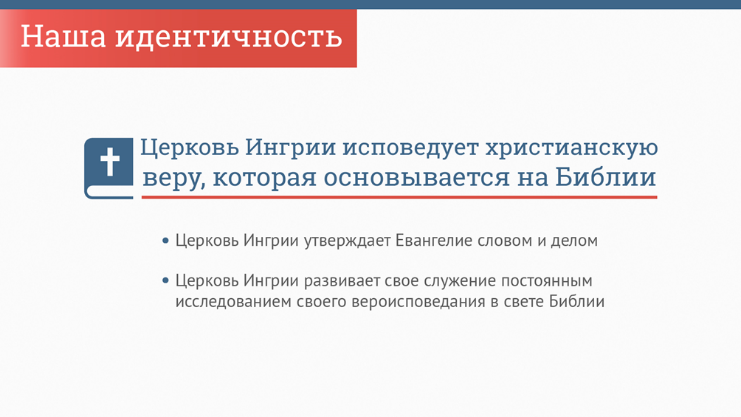 Наша идентичность
Церковь Ингрии исповедует христианскую
веру, которая основывается на Библии
• Церковь Ингрии утверждает Евангелие словом и делом
• Церковь Ингрии развивает свое служение постоянным
исследованием своего вероисповедания в свете Библии